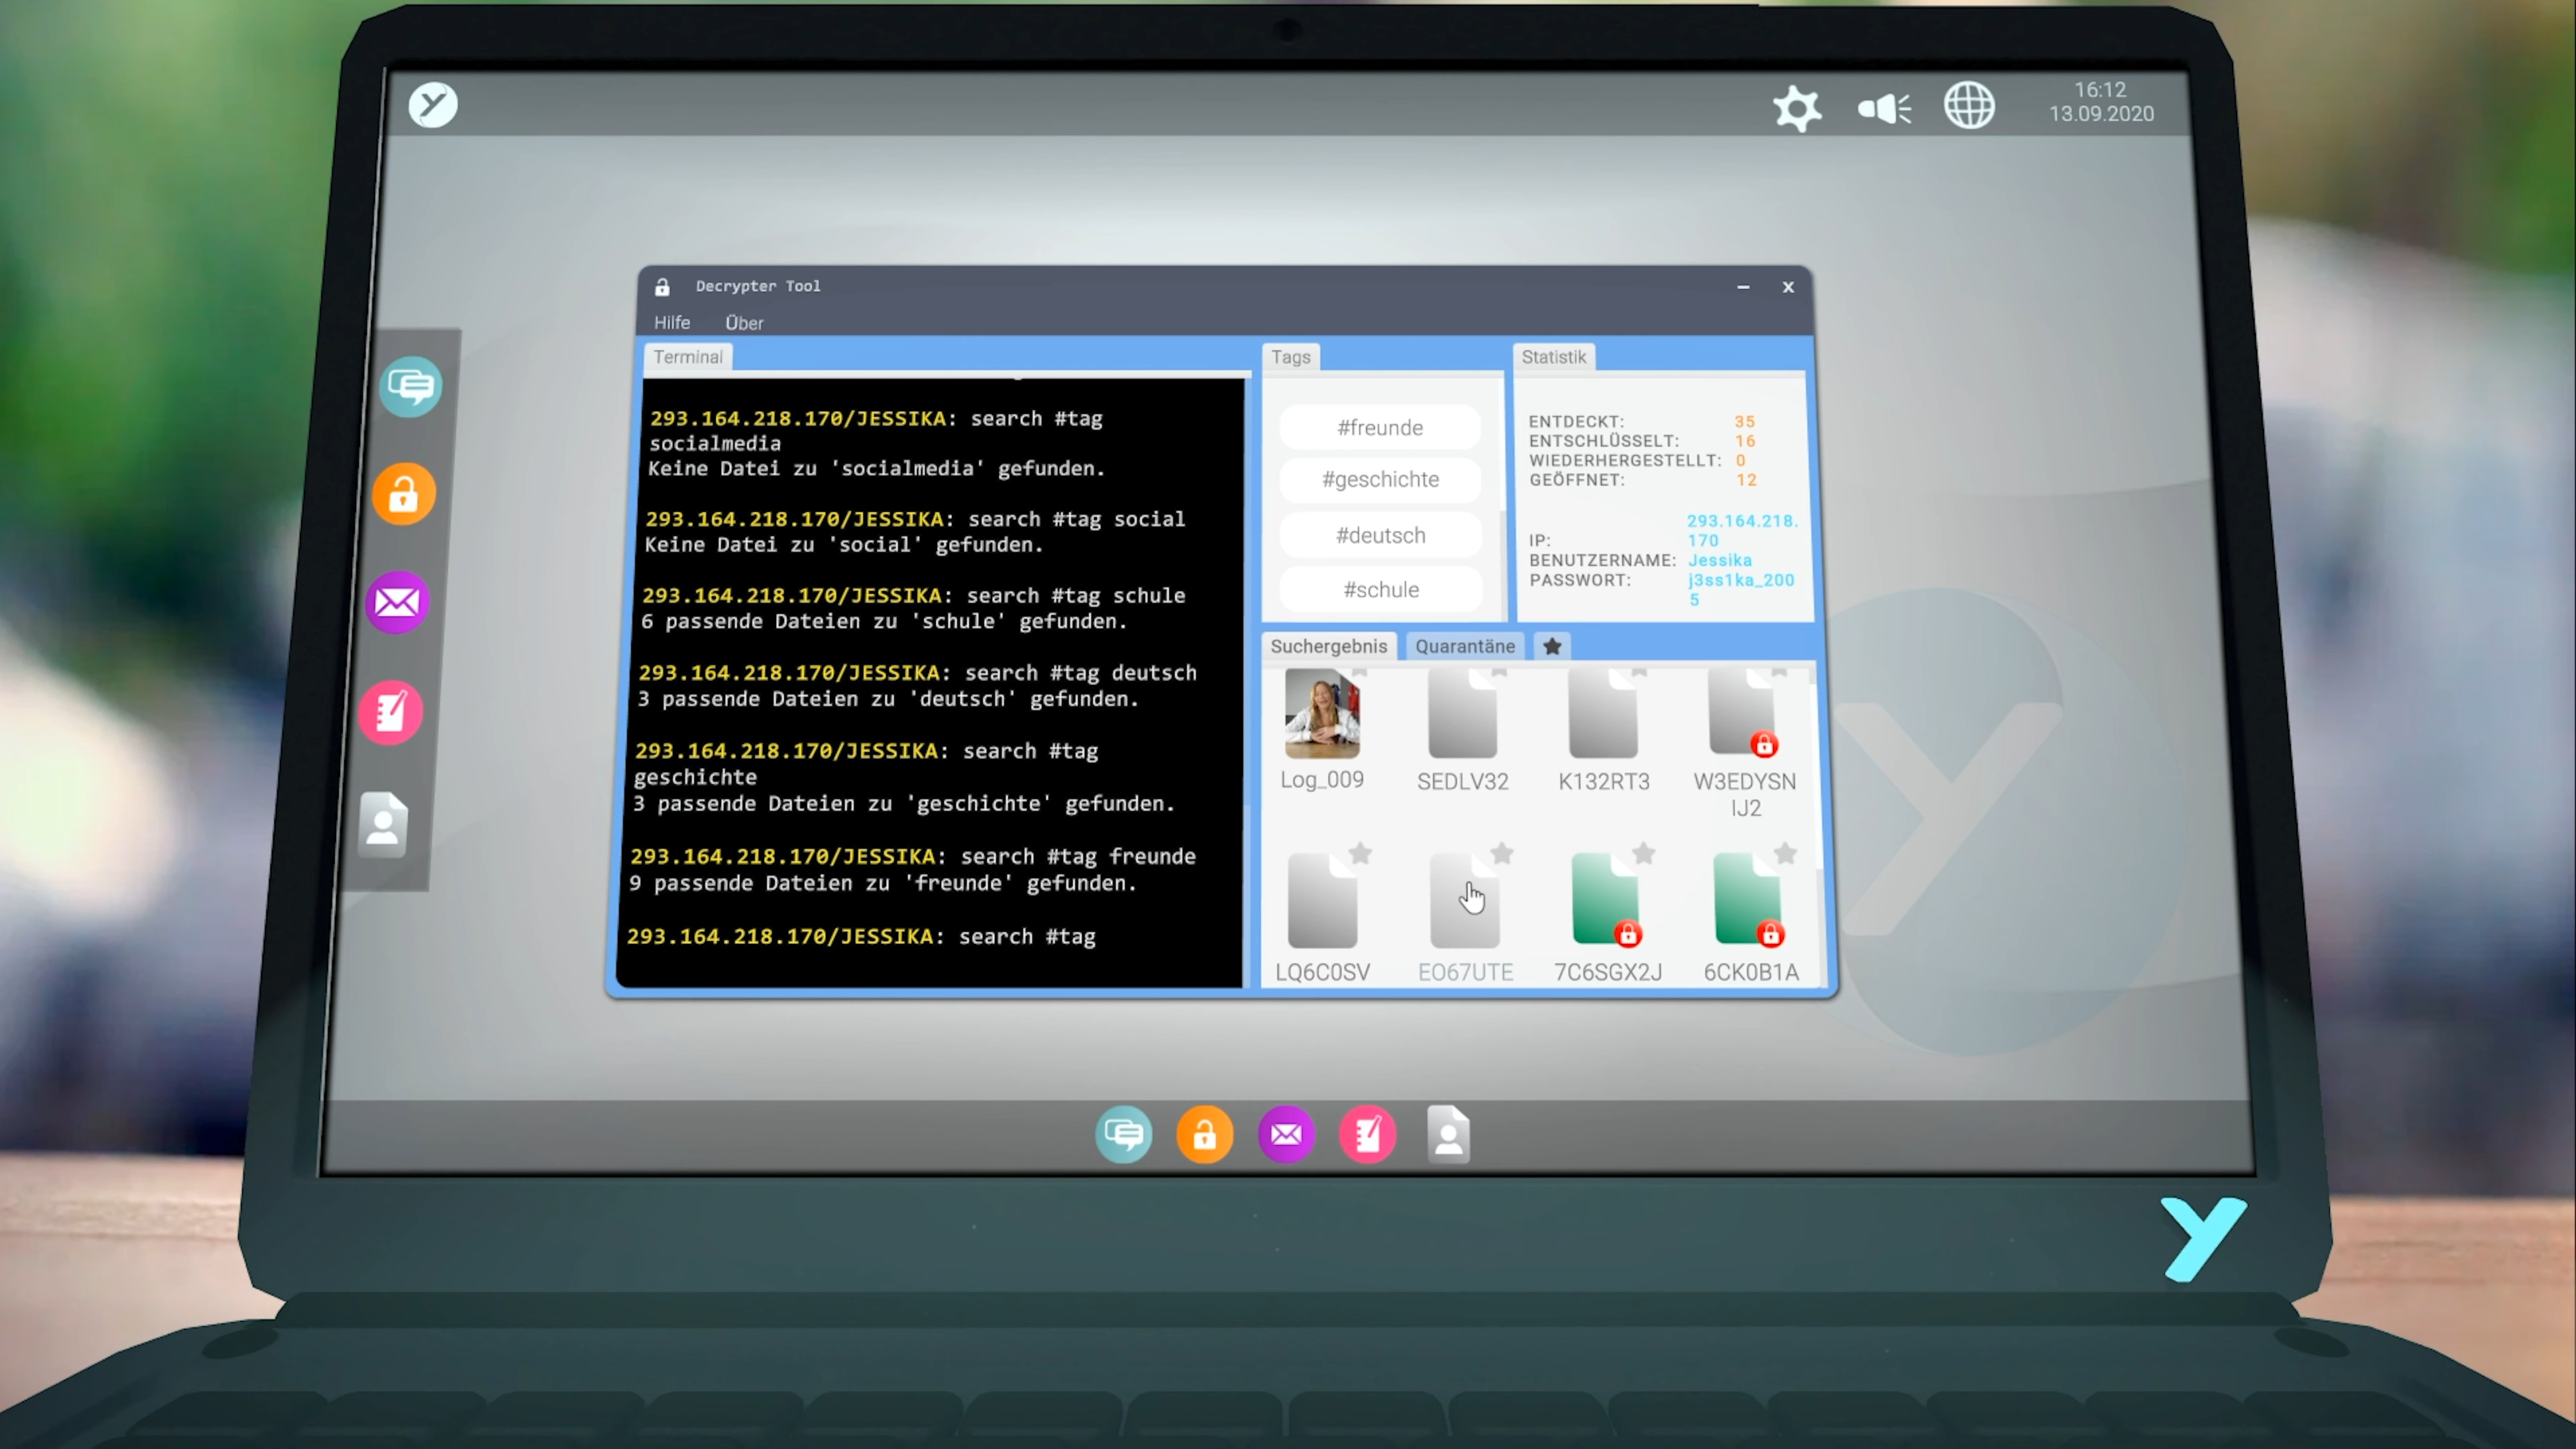 16:12
13.09.2020
Decrypter Tool
Hilfe Über
Terminal
293.164.218.170/JESSIKA: search #tag
socialmedia
Keine Datei zu 'socialmedia' gefunden.
293.164.218.170/JESSIKA: search #tag social
Keine Datei zu 'social' gefunden.
293.164.218.170/JESSIKA: search #tag schule
6 passende Dateien zu 'schule' gefunden.
293.164.218.170/JESSIKA: search #tag deutsch
3 passende Dateien zu 'deutsch' gefunden.
293.164.218.170/JESSIKA: search #tag
geschichte
3 passende Dateien zu 'geschichte' gefunden.
293.164.218.170/JESSIKA: search #tag freunde
9 passende Dateien zu 'freunde' gefunden.
293.164.218.170/JESSIKA: search #tag
Tags
#freunde
#geschichte
#deutsch
#schule
Statistik
ENTDECKT: 35
ENTSCHLÜSSELT: 16
WIEDERHERGESTELLT: 0
GEÖFFNET: 12
IP: 293.164.218.
170
BENUTZERNAME: Jessika
PASSWORT: j3ss1ka_200
5
Suchergebnis Quarantäne
Log_009 SEDLV32 K132RT3 W3EDYSN
IJ2
LQ6C0SV EO67UTE 7C6SGX2J 6CK0B1A
Y